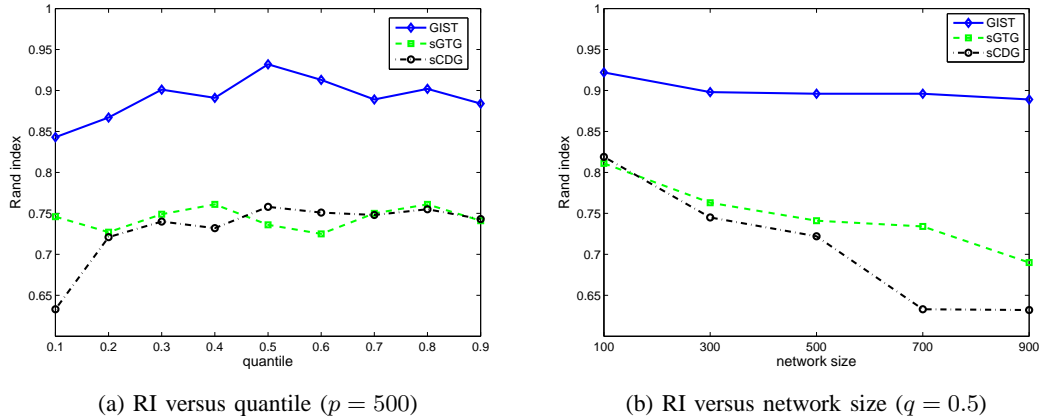 1
0.95
0.9
0.85
0.8
0.75
0.7
0.65
Rand index
GIST
sGTG
sCDG
0.1 0.2 0.3 0.4 0.5 0.6 0.7 0.8 0.9
quantile
(a) RI versus quantile (p = 500)
1
0.95
0.9
0.85
0.8
0.75
0.7
0.65
Rand index
GIST
sGTG
sCDG
100 300 500 700 900
network size
(b) RI versus network size (q = 0.5)